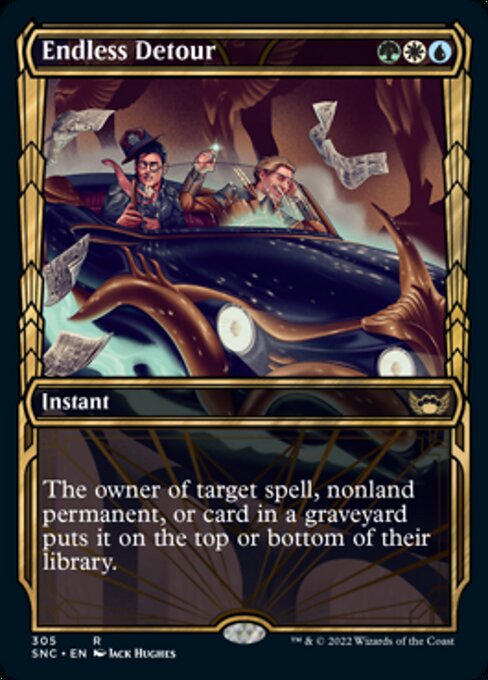 Endless Detour
Instant
The owner of target spell, nonland
permanent, or card in a graveyard
puts it on the top or bottom of their
library.
305 R
SNC • EN Jack Hughes
™ & © 2022 Wizards of the Coast